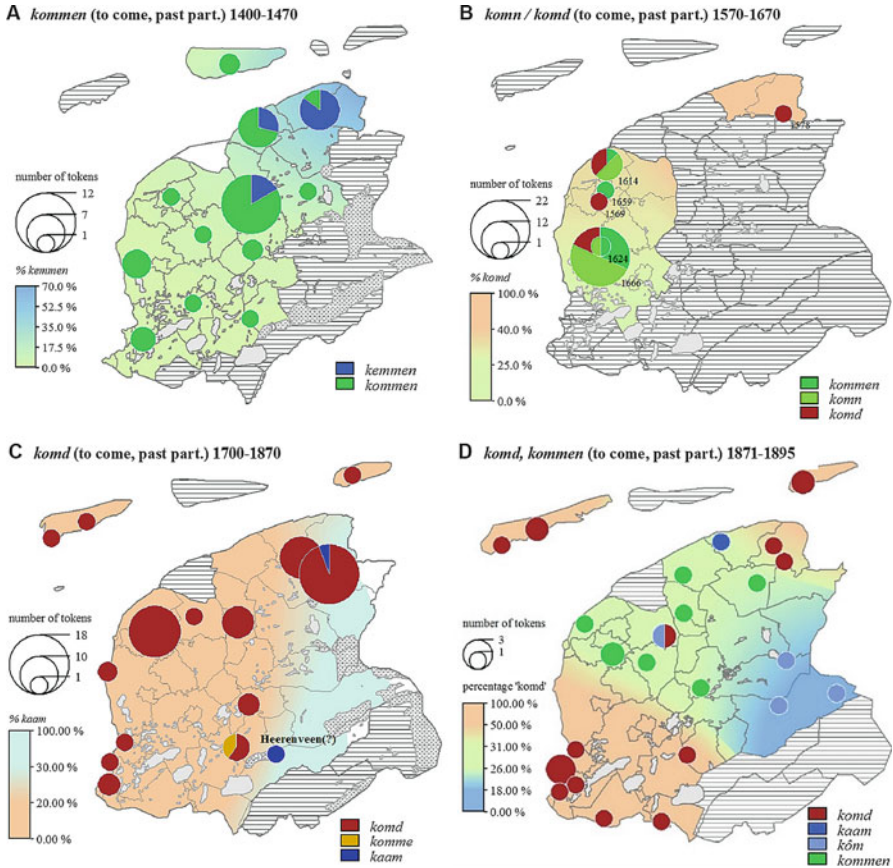 A kommen (to come, past part.) 1400-1470
number of tokens
12
7
1
% kemmen
70.0 %
52.5 %
35.0 %
17.5 %
0.0 %
kemmen
kommen
B komn / komd (to come, past part.) 1570-1670
1578
1614
1659
1569
1624
1666
number of tokens
22
12
1
% komd
100.0 %
40.0 %
25.0 %
0.0 %
kommen
komn
komd
C komd (to come, past part.) 1700-1870
number of tokens
18
10
1
% kaam
100.00 %
30.00 %
20.00 %
0.00 %
Heerenveen(?)
komd
komme
kaam
D komd, kommen (to come, past part.) 1871-1895
number of tokens
3
1
percentage 'komd'
100.00 %
50.00 %
31.00 %
26.00 %
18.00 %
0.00 %
komd
kaam
kôm
kommen